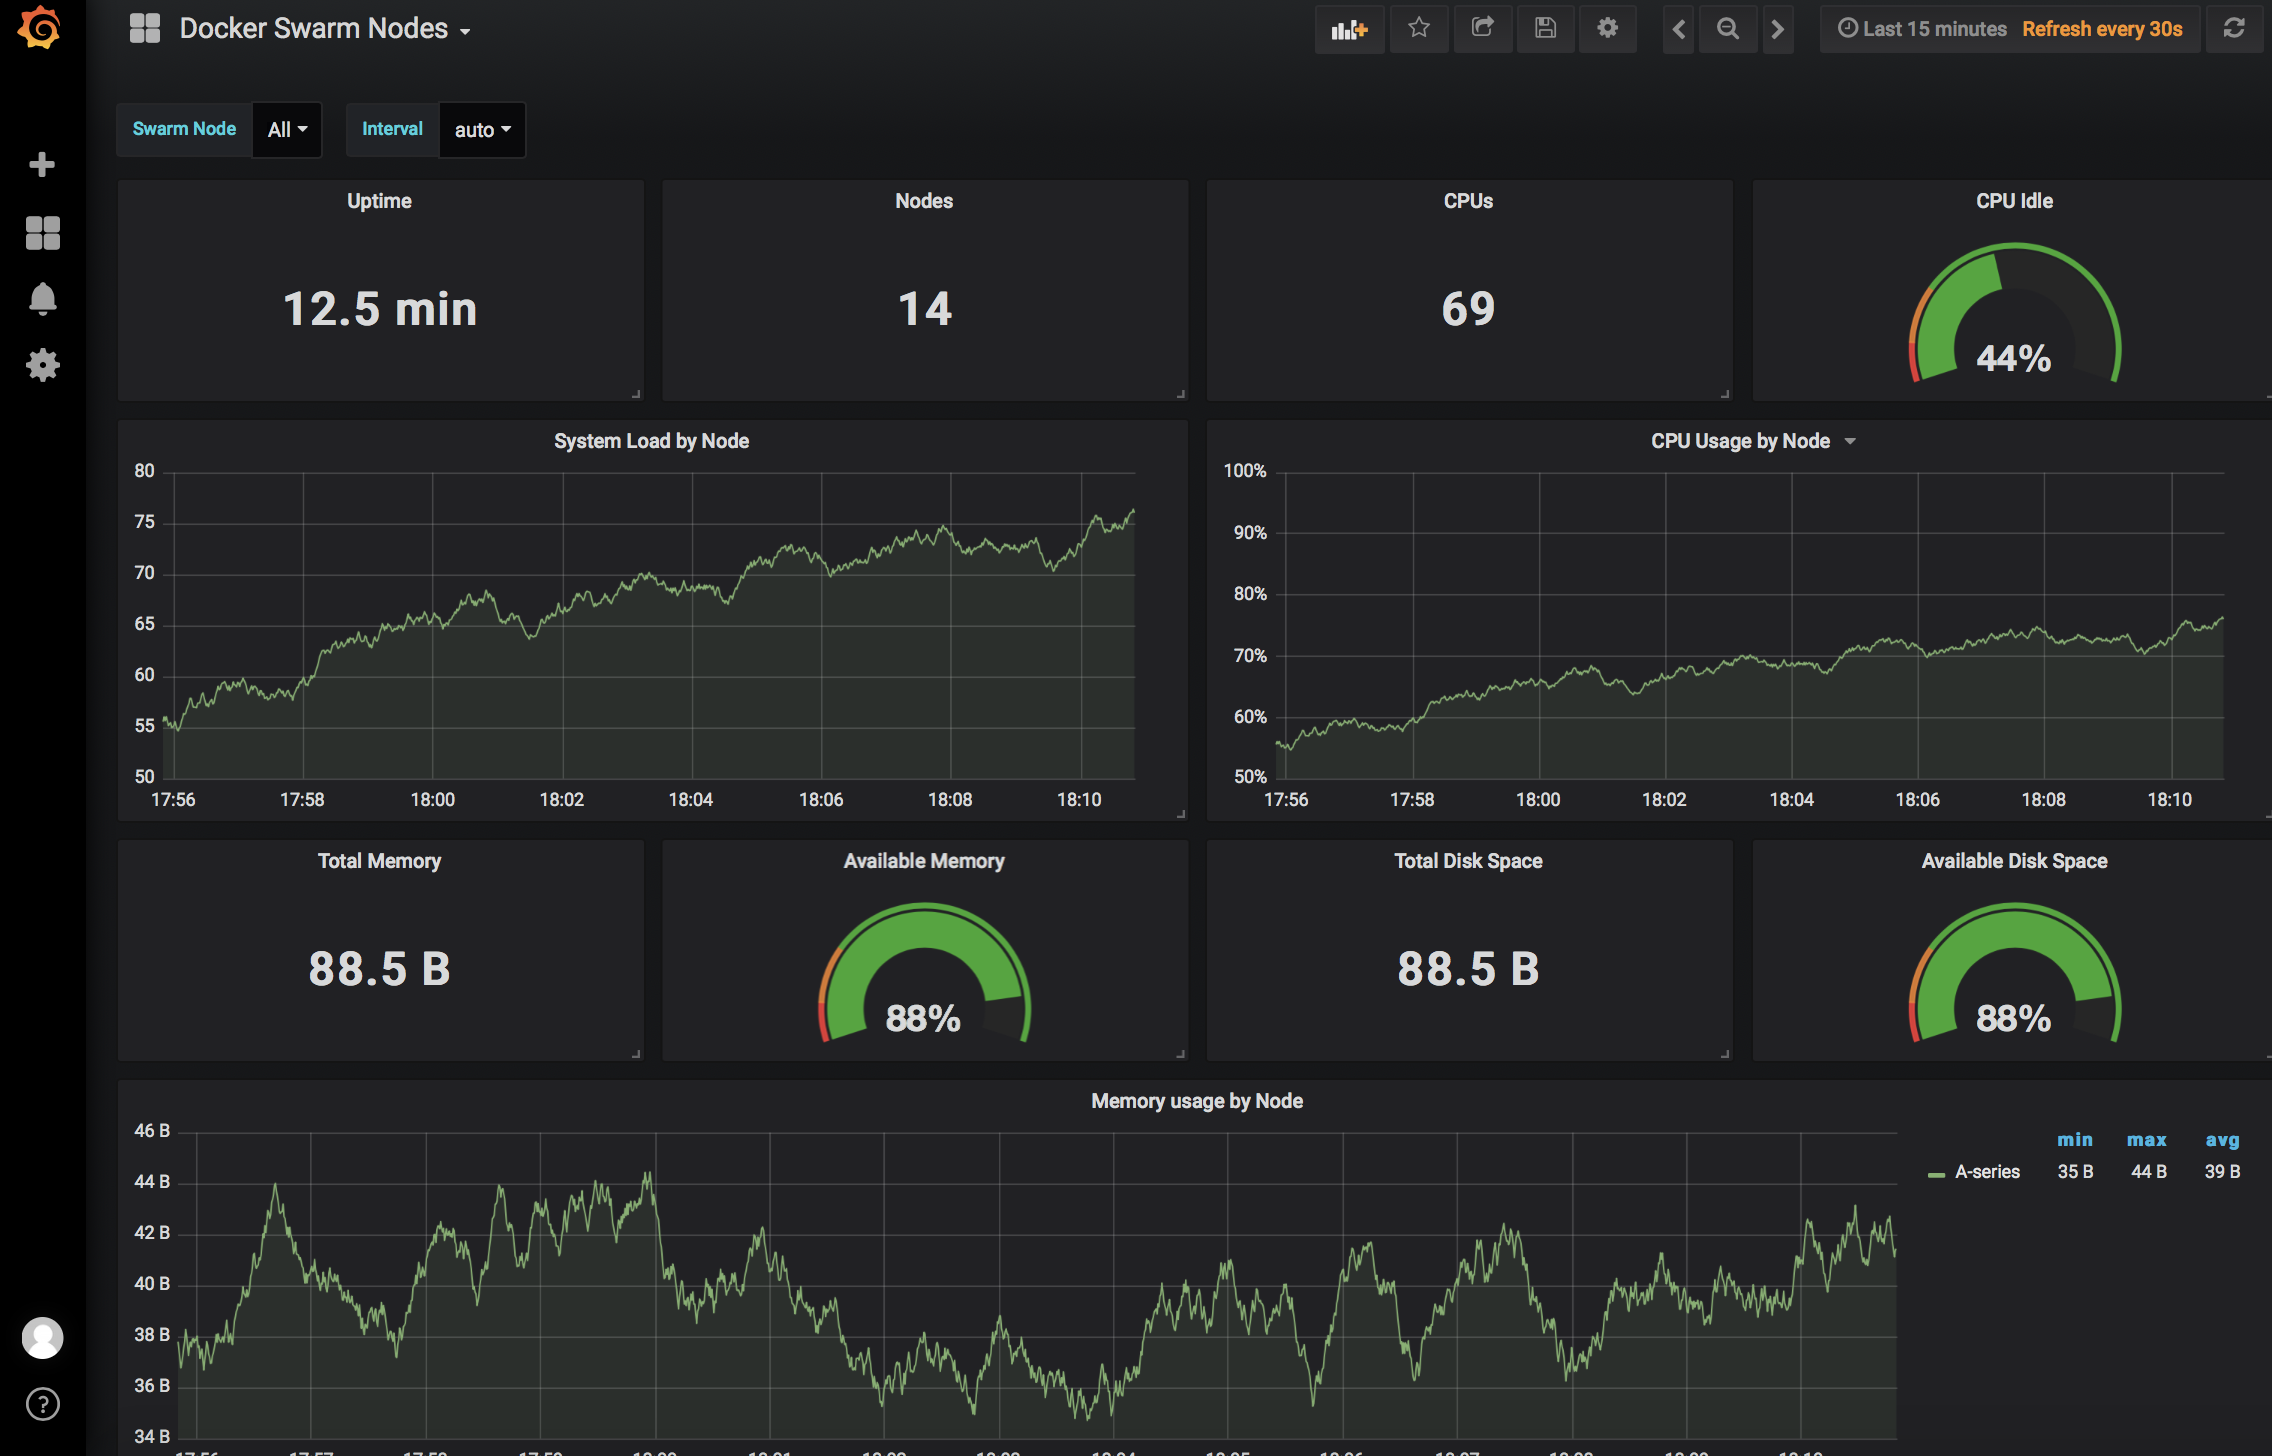 Docker Swarm Nodes
Last 15 minutes Refresh every 30s
Swarm Node All Interval auto
Uptime
12.5 min
Nodes
14
CPUs
69
CPU Idle
44%
System Load by Node
80
75
70
65
60
55
50
17:56 17:58 18:00 18:02 18:04 18:06 18:08 18:10
CPU Usage by Node
100%
90%
80%
70%
60%
50%
17:56 17:58 18:00 18:02 18:04 18:06 18:08 18:10
Total Memory
88.5 B
Available Memory
88%
Total Disk Space
88.5 B
Available Disk Space
88%
Memory usage by Node
46 B
44 B
42 B
40 B
38 B
36 B
34 B
min max avg
A-series 35 B 44 B 39 B
?